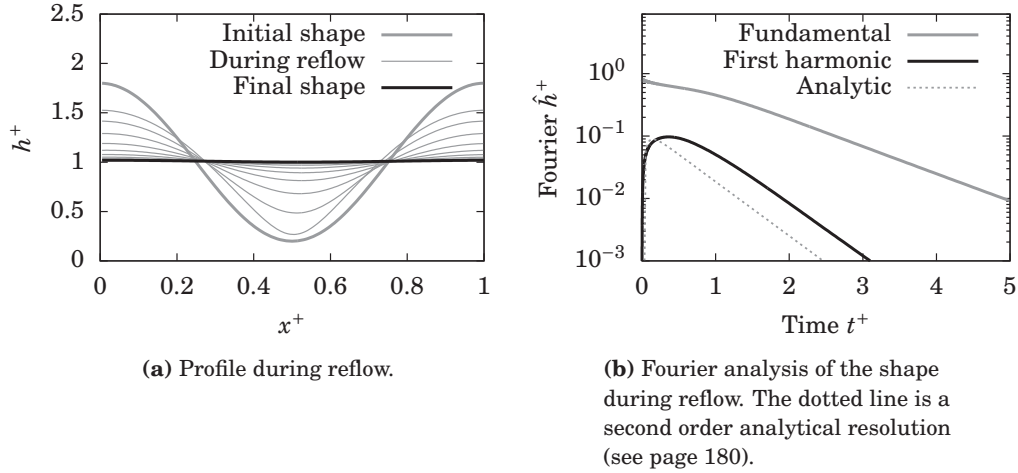 2.5
2
1.5
1
0.5
0
h⁺
Initial shape
During reflow
Final shape
0 0.2 0.4 0.6 0.8 1
x⁺
(a) Profile during reflow.
10⁰
10⁻¹
10⁻²
10⁻³
Fourier ĥ⁺
Fundamental
First harmonic
Analytic
0 1 2 3 4 5
Time t⁺
(b) Fourier analysis of the shape
during reflow. The dotted line is a
second order analytical resolution
(see page 180).